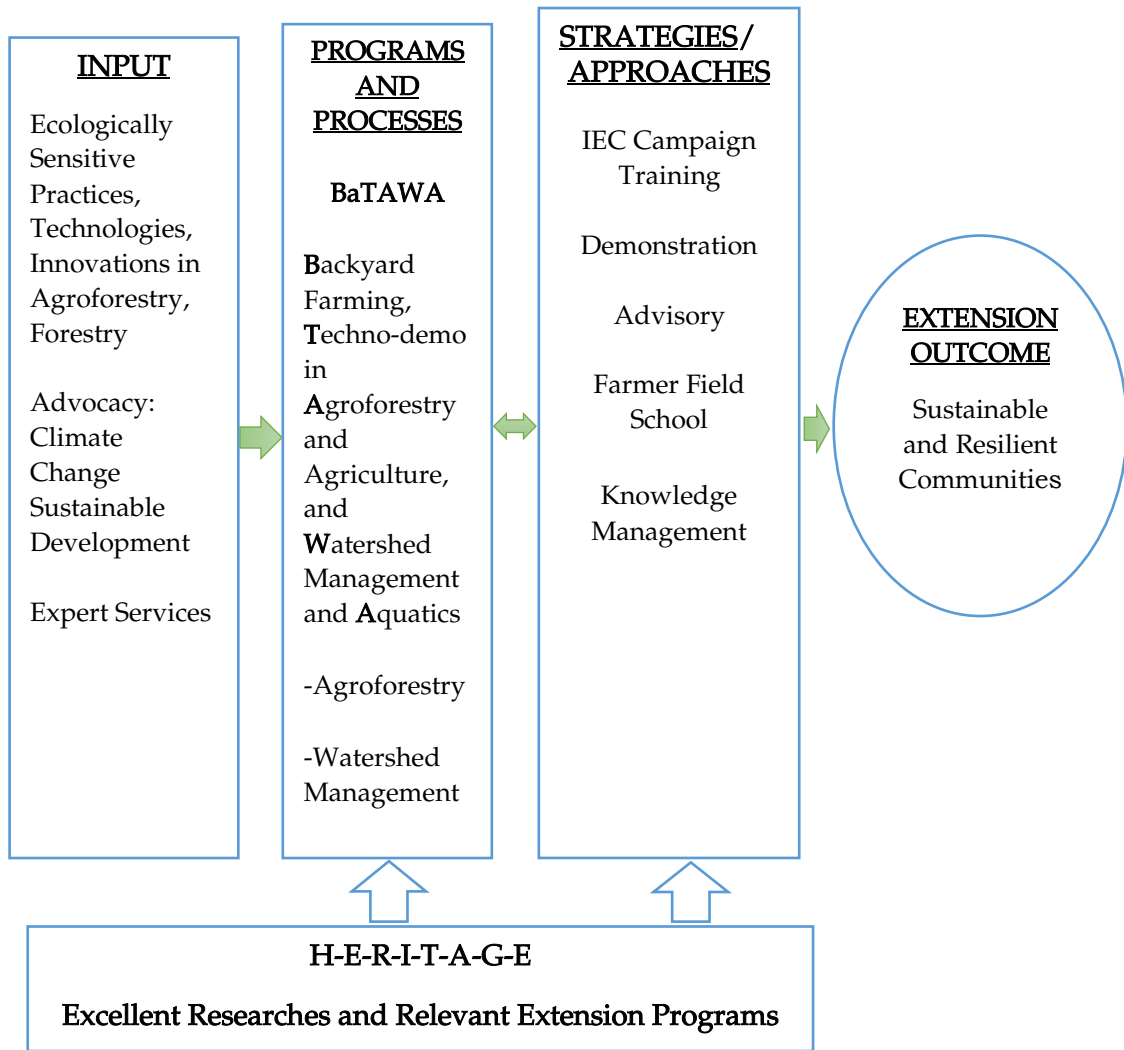 INPUT
Ecologically
Sensitive
Practices,
Technologies,
Innovations in
Agroforestry,
Forestry
Advocacy:
Climate
Change
Sustainable
Development
Expert Services
PROGRAMS
AND
PROCESSES
BaTAWA
Backyard
Farming,
Techno-demo
in
Agroforestry
and
Agriculture,
and
Watershed
Management
and Aquatics
-Agroforestry
-Watershed
Management
STRATEGIES/
APPROACHES
IEC Campaign
Training
Demonstration
Advisory
Farmer Field
School
Knowledge
Management
EXTENSION
OUTCOME
Sustainable
and Resilient
Communities
H-E-R-I-T-A-G-E
Excellent Researches and Relevant Extension Programs